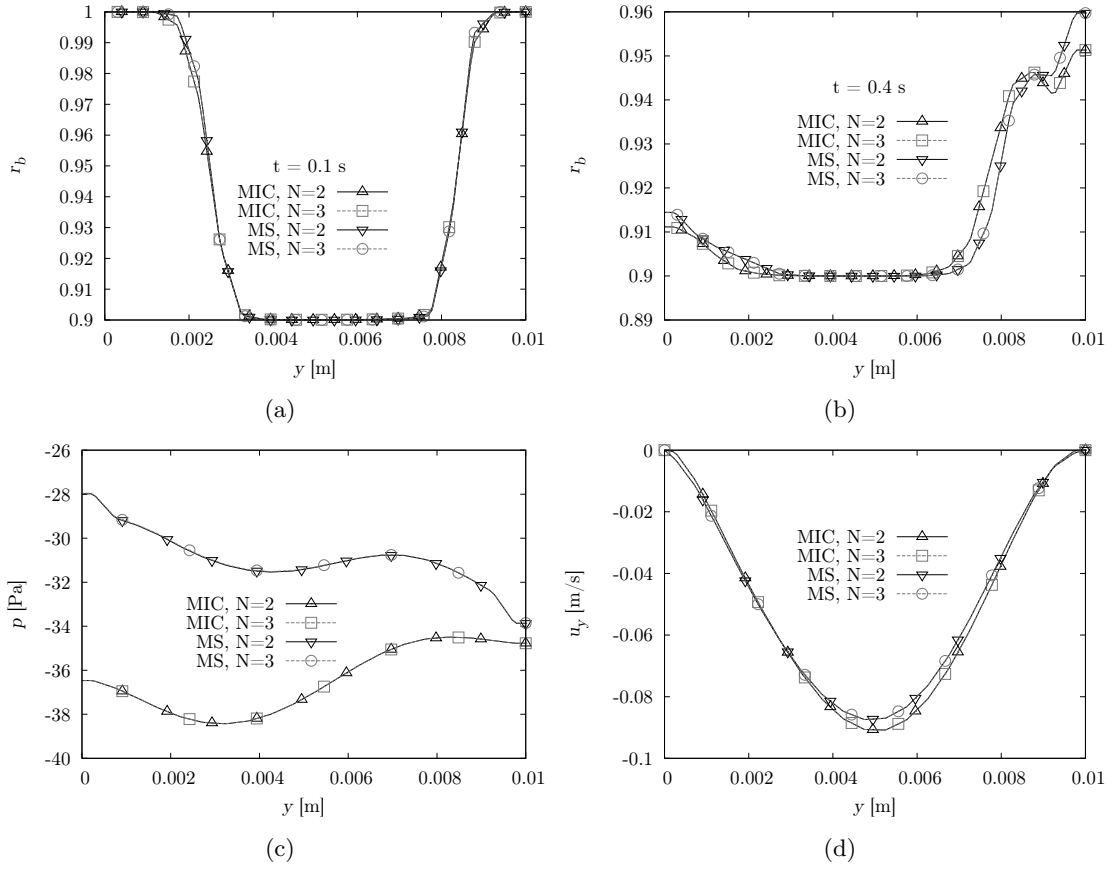 1
0.99
0.98
0.97
0.96
0.95
0.94
0.93
0.92
0.91
0.9
r_b
t = 0.1 s
MIC, N=2
MIC, N=3
MS, N=2
MS, N=3
0 0.002 0.004 0.006 0.008 0.01
y [m]
(a)
0.96
0.95
0.94
0.93
0.92
0.91
0.9
0.89
r_b
t = 0.4 s
MIC, N=2
MIC, N=3
MS, N=2
MS, N=3
0 0.002 0.004 0.006 0.008 0.01
y [m]
(b)
-26
-28
-30
-32
-34
-36
-38
-40
p [Pa]
MIC, N=2
MIC, N=3
MS, N=2
MS, N=3
0 0.002 0.004 0.006 0.008 0.01
y [m]
(c)
0
-0.02
-0.04
-0.06
-0.08
-0.1
u_y [m/s]
MIC, N=2
MIC, N=3
MS, N=2
MS, N=3
0 0.002 0.004 0.006 0.008 0.01
y [m]
(d)